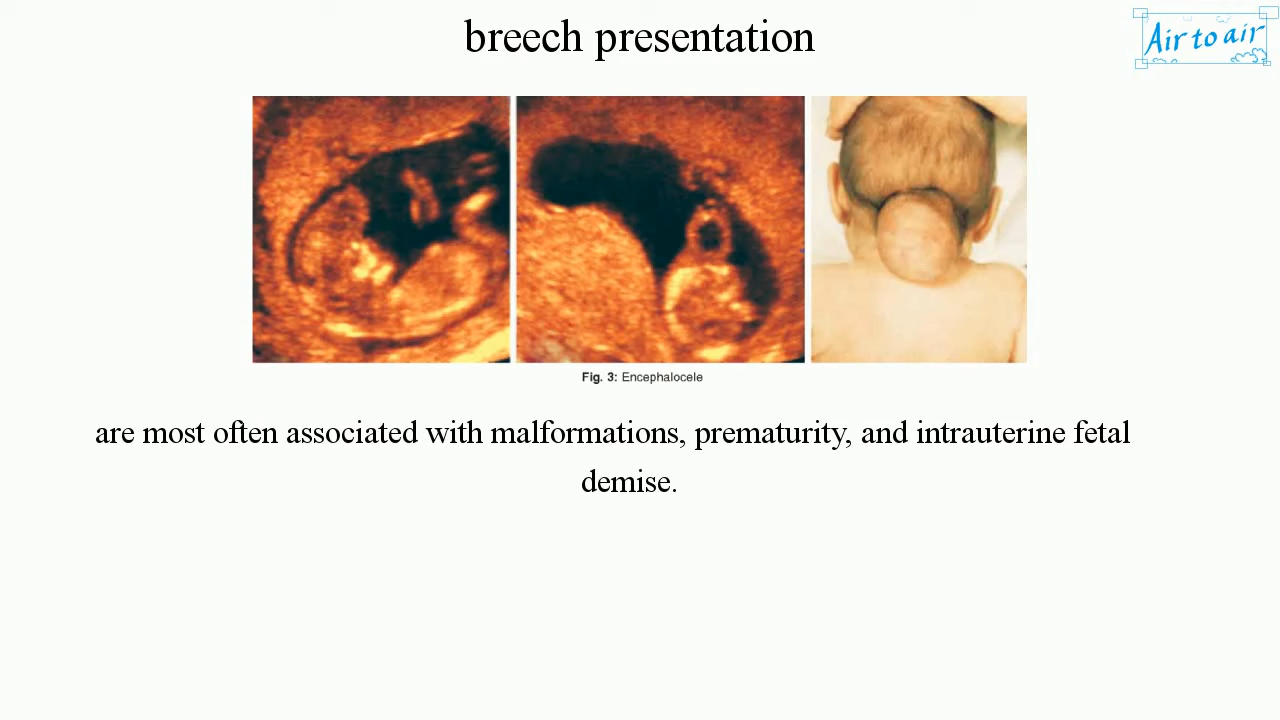 breech presentation
Air to air
Fig. 3: Encephalocele
are most often associated with malformations, prematurity, and intrauterine fetal
demise.